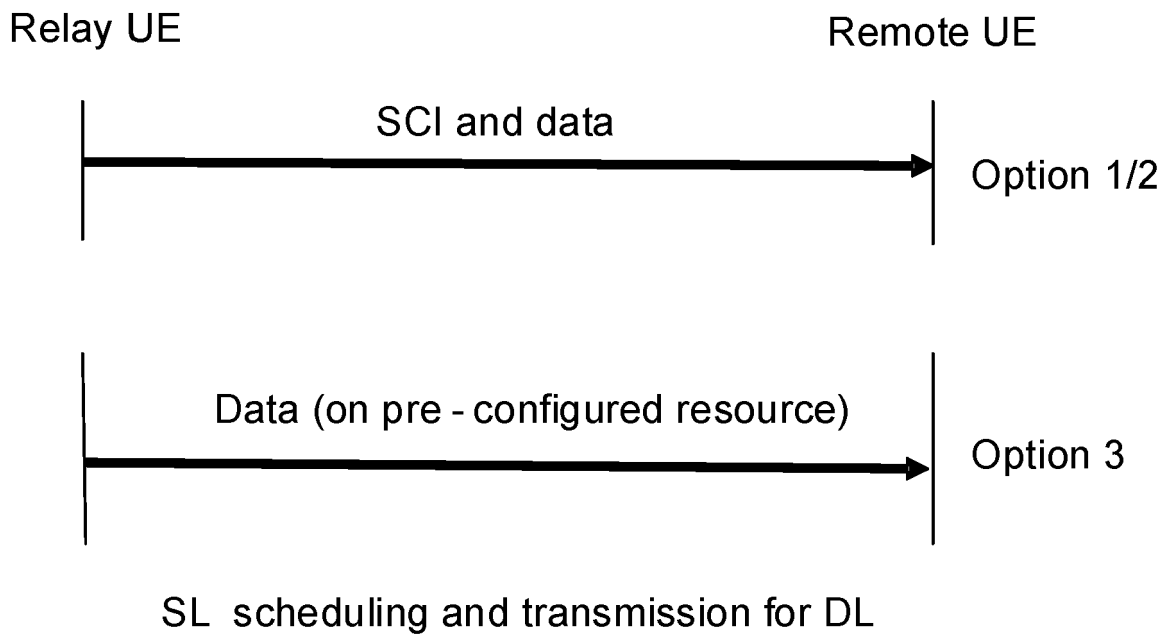 Relay UE
Remote UE
SCI and data
Option 1/2
Data (on pre - configured resource)
Option 3
SL scheduling and transmission for DL